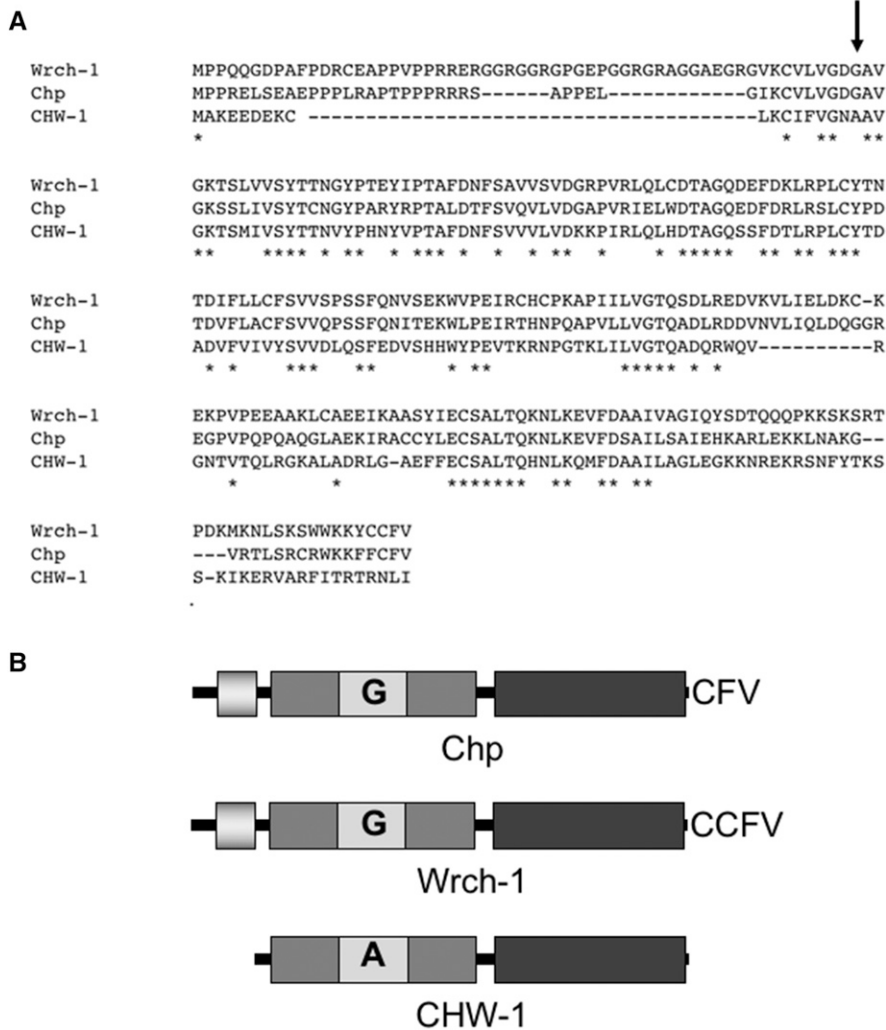 A
Wrch-1 MPPQQGDPAFPDRCEAPPVPPRRERGGRGGRGPGEPGGRGRAGGAEGRGVKCVLVGDGAV
Chp MPPRELSEAEPPPLRAPTPPPRRRS------APPEL------------GIKCVLVGDGAV
CHW-1 MAKEEDEKC ---------------------------------------LKCIFVGNAAV
* * ** **
Wrch-1 GKTSLVVSYTTNGYPTEYIPTAFDNFSAVVSVDGRPVRLQLCDTAGQDEFDKLRPLCYTN
Chp GKSSLIVSYTCNGYPARYRPTALDTFSVQVLVDGAPVRIELWDTAGQEDFDRLRSLCYPD
CHW-1 GKTSMIVSYTTNVYPHNYVPTAFDNFSVVVLVDKKPIRLQLHDTAGQSSFDTLRPLCYTD
** **** * ** * *** * * * ** * * ***** ** ** ***
Wrch-1 TDIFLLCFSVVSPSSFQNVSEKWVPEIRCHCPKAPIILVGTQSDLREDVKVLIELDKC-K
Chp TDVFLACFSVVQPSSFQNITEKWLPEIRTHNPQAPVLLVGTQADLRDDVNVLIQLDQGGR
CHW-1 ADVFVIVYSVVDLQSFEDVSHHWYPEVTKRNPGTKLILVGTQADQRWQV----------R
* * *** ** * ** ***** * *
Wrch-1 EKPVPEEAAKLCAEEIKAASYIECSALTQKNLKEVFDAAIVAGIQYSDTQQQPKKSKSRT
Chp EGPVPQPQAQGLAEKIRACCYLECSALTQKNLKEVFDSAILSAIEHKARLEKKLNAKG--
CHW-1 GNTVTQLRGKALADRLG-AEFFECSALTQHNLKQMFDAAILAGLEGKKNREKRSNFYTKS
* * ******* ** ** **
Wrch-1 PDKMKNLSKSWWKKYCCFV
Chp ---VRTLSRCRWKKFFCFV
CHW-1 S-KIKERVARFITRTRNLI
.
B
G CFV
Chp
G CCFV
Wrch-1
A
CHW-1